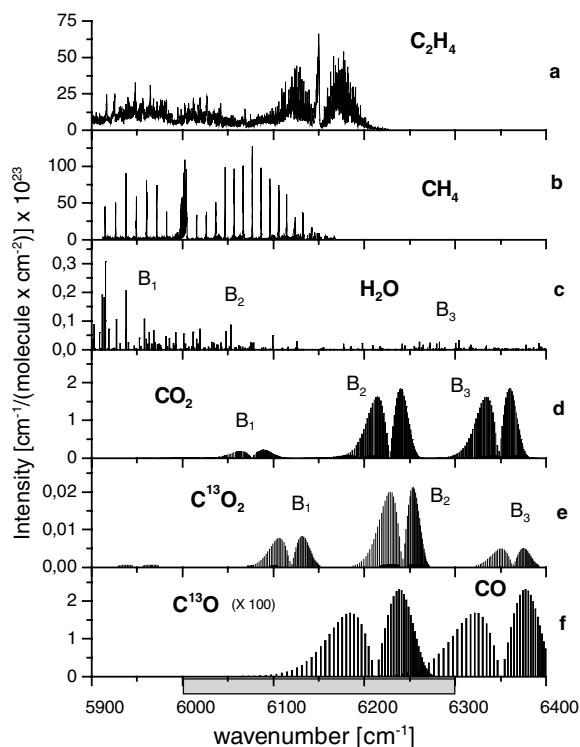 Intensity [cm⁻¹/(molecule x cm⁻²)] x 10²³
75
50
25
0
C₂H₄
a
100
50
0
CH₄
b
0,3
0,2
0,1
0,0
B₁
B₂
H₂O
B₃
c
2
1
0
CO₂
B₁
B₂
B₃
d
0,02
0,01
0,00
C¹³O₂
B₁
B₂
B₃
e
2
1
0
C¹³O (X 100)
CO
f
5900 6000 6100 6200 6300 6400
wavenumber [cm⁻¹]